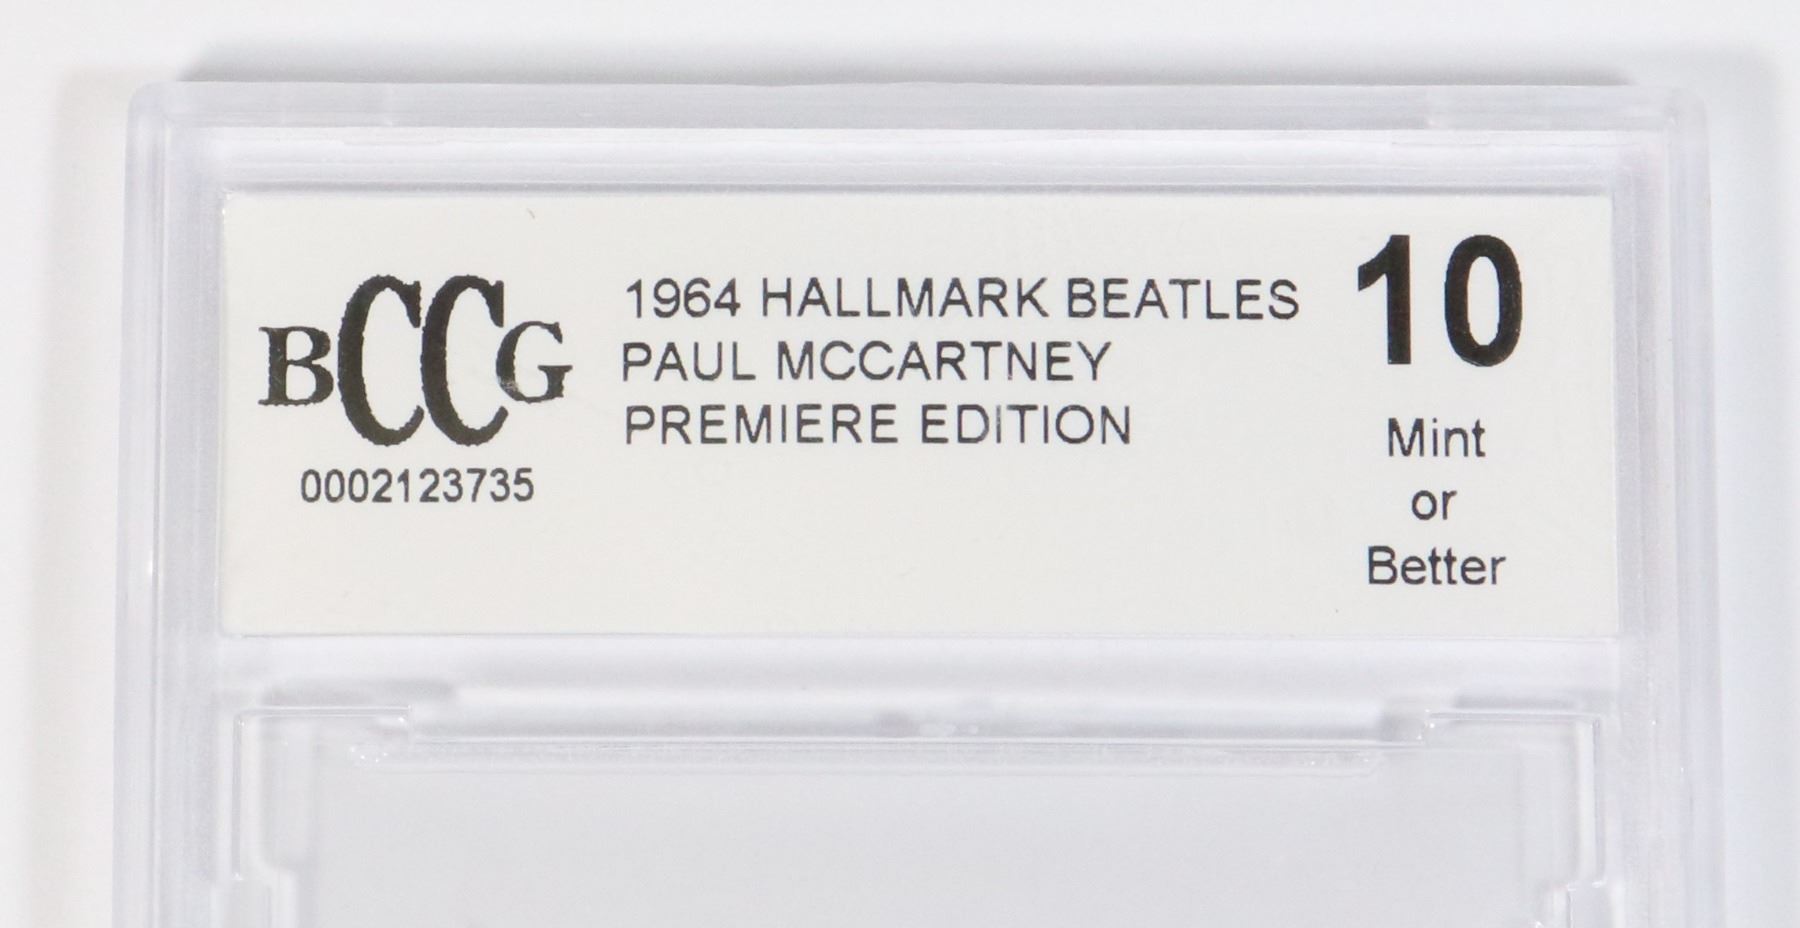 BCCG
0002123735
1964 HALLMARK BEATLES
PAUL MCCARTNEY
PREMIERE EDITION
10
Mint
or
Better